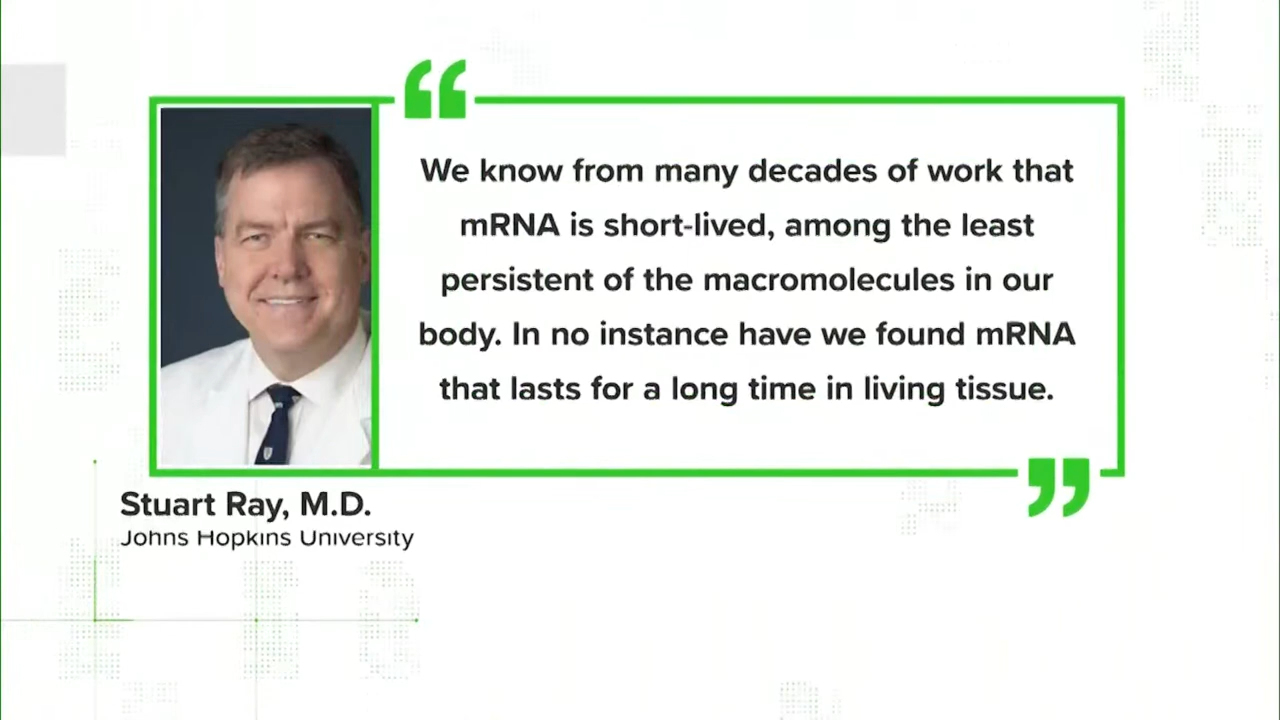 We know from many decades of work that
mRNA is short-lived, among the least
persistent of the macromolecules in our
body. In no instance have we found mRNA
that lasts for a long time in living tissue.
Stuart Ray, M.D.
Johns Hopkins University